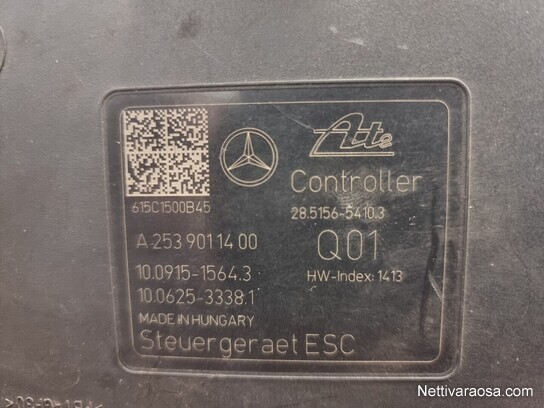 Ate
615C1500B45
Controller
28.5156-5410.3
A 253 901 14 00
Q01
10.0915-1564.3
HW-Index: 1413
10.0625-3338.1
MADE IN HUNGARY
Steuergeraet ESC
Nettivaraosa.com